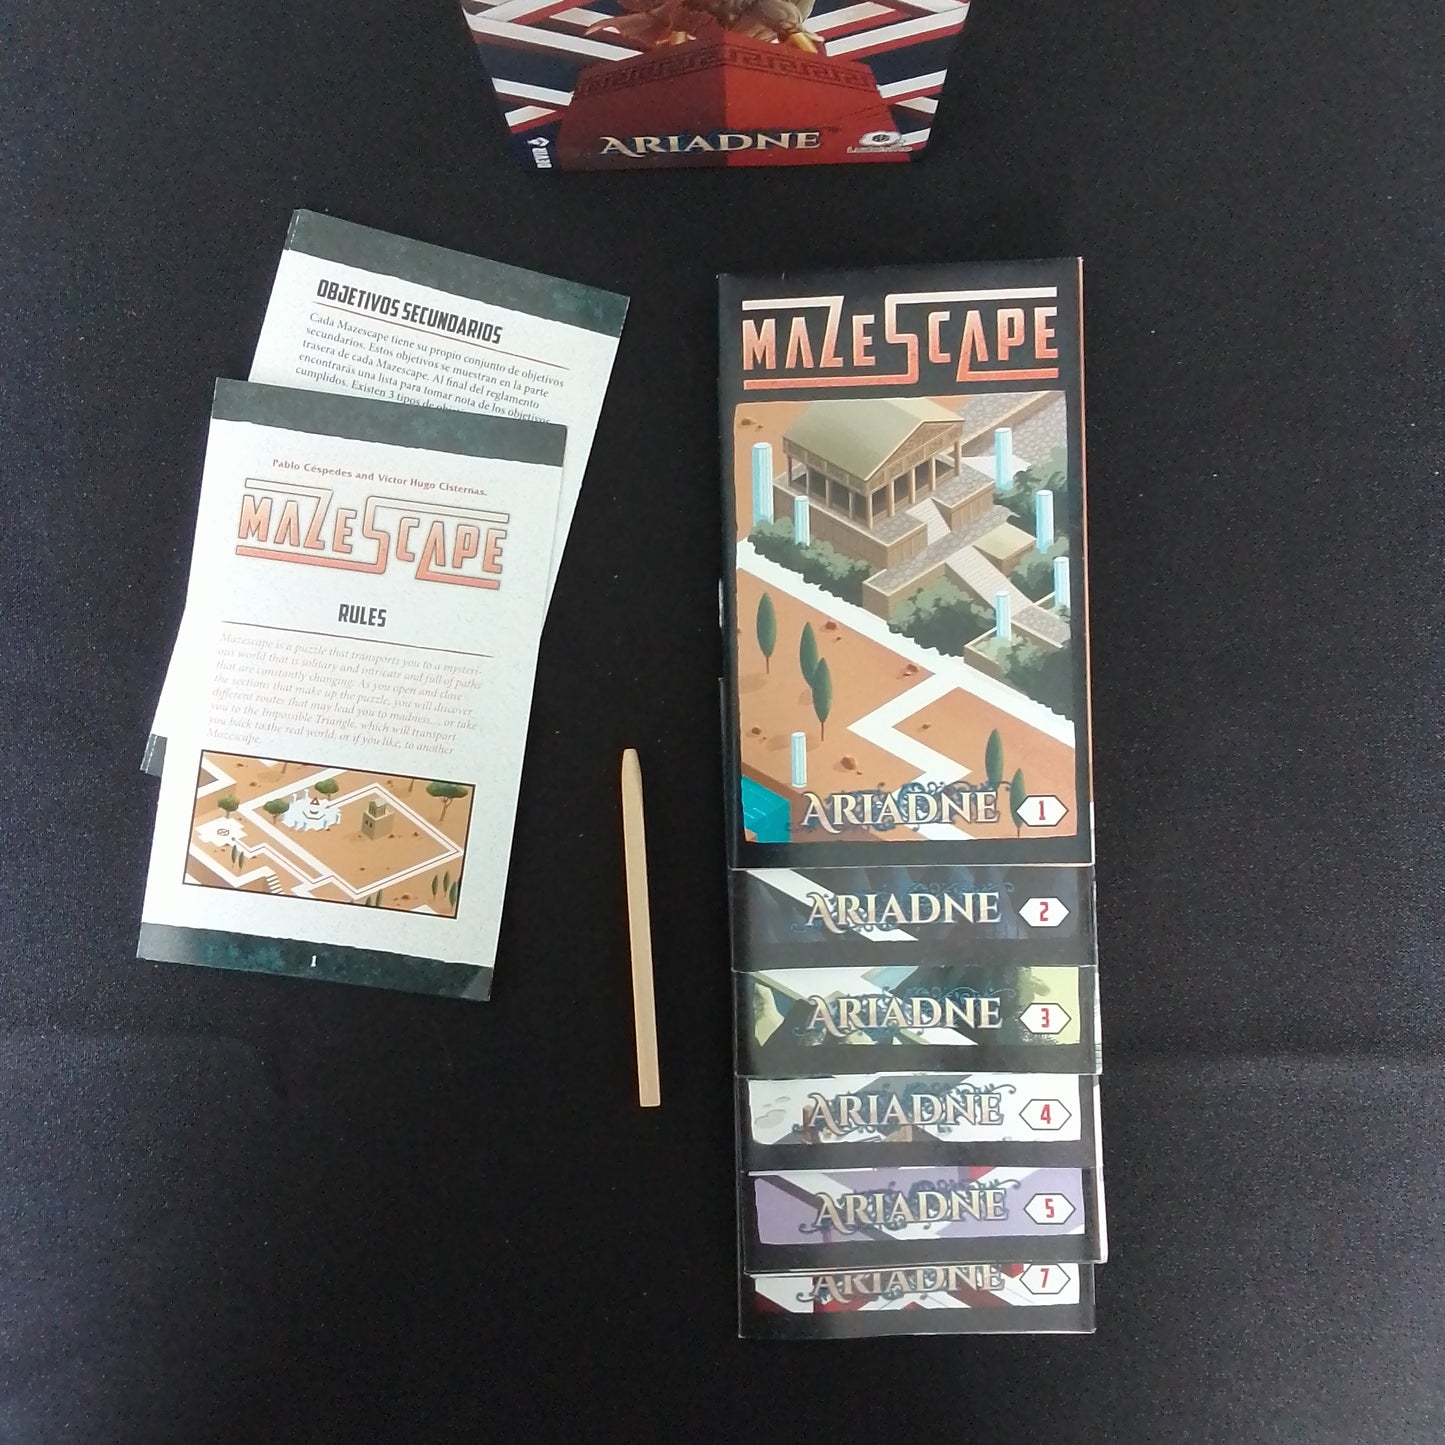 DEVIR
ARIADNE
OBJETIVOS SECUNDARIOS
Cada Mazescape tiene su propio conjunto de objetivos
secundarios. Estos objetivos se muestran en la parte
trasera de cada Mazescape. Al final del reglamento
encontrarás una lista para tomar nota de los objetivos
cumplidos. Existen 3 tipos de
Pablo Céspedes and Víctor Hugo Cisternas.
MAZESCAPE
RULES
Mazescape is a puzzle that transports you to a mysteri-
ous world that is solitary and intricate and full of paths
that are constantly changing. As you open and close
the sections that make up the puzzle, you will discover
different routes that may lead you to madness... or take
you to the Impossible Triangle, which will transport
you back to the real world, or if you like, to another
Mazescape.
1
MAZESCAPE
ARIADNE 1
ARIADNE 2
ARIADNE 3
ARIADNE 4
ARIADNE 5
ARIADNE 7